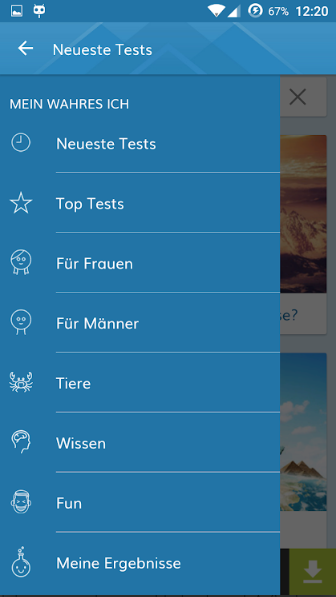 67% 12:20
Neueste Tests
MEIN WAHRES ICH
Neueste Tests
Top Tests
Für Frauen
se?
Für Männer
Tiere
Wissen
Fun
Meine Ergebnisse